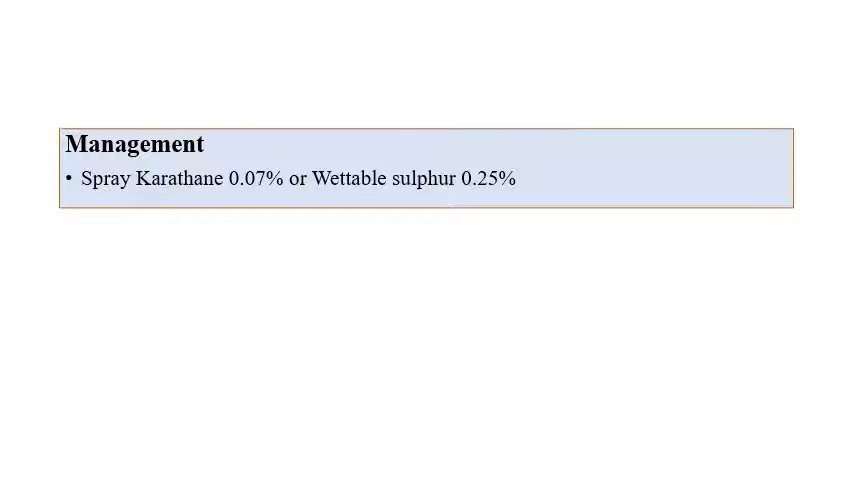 Management
• Spray Karathane 0.07% or Wettable sulphur 0.25%